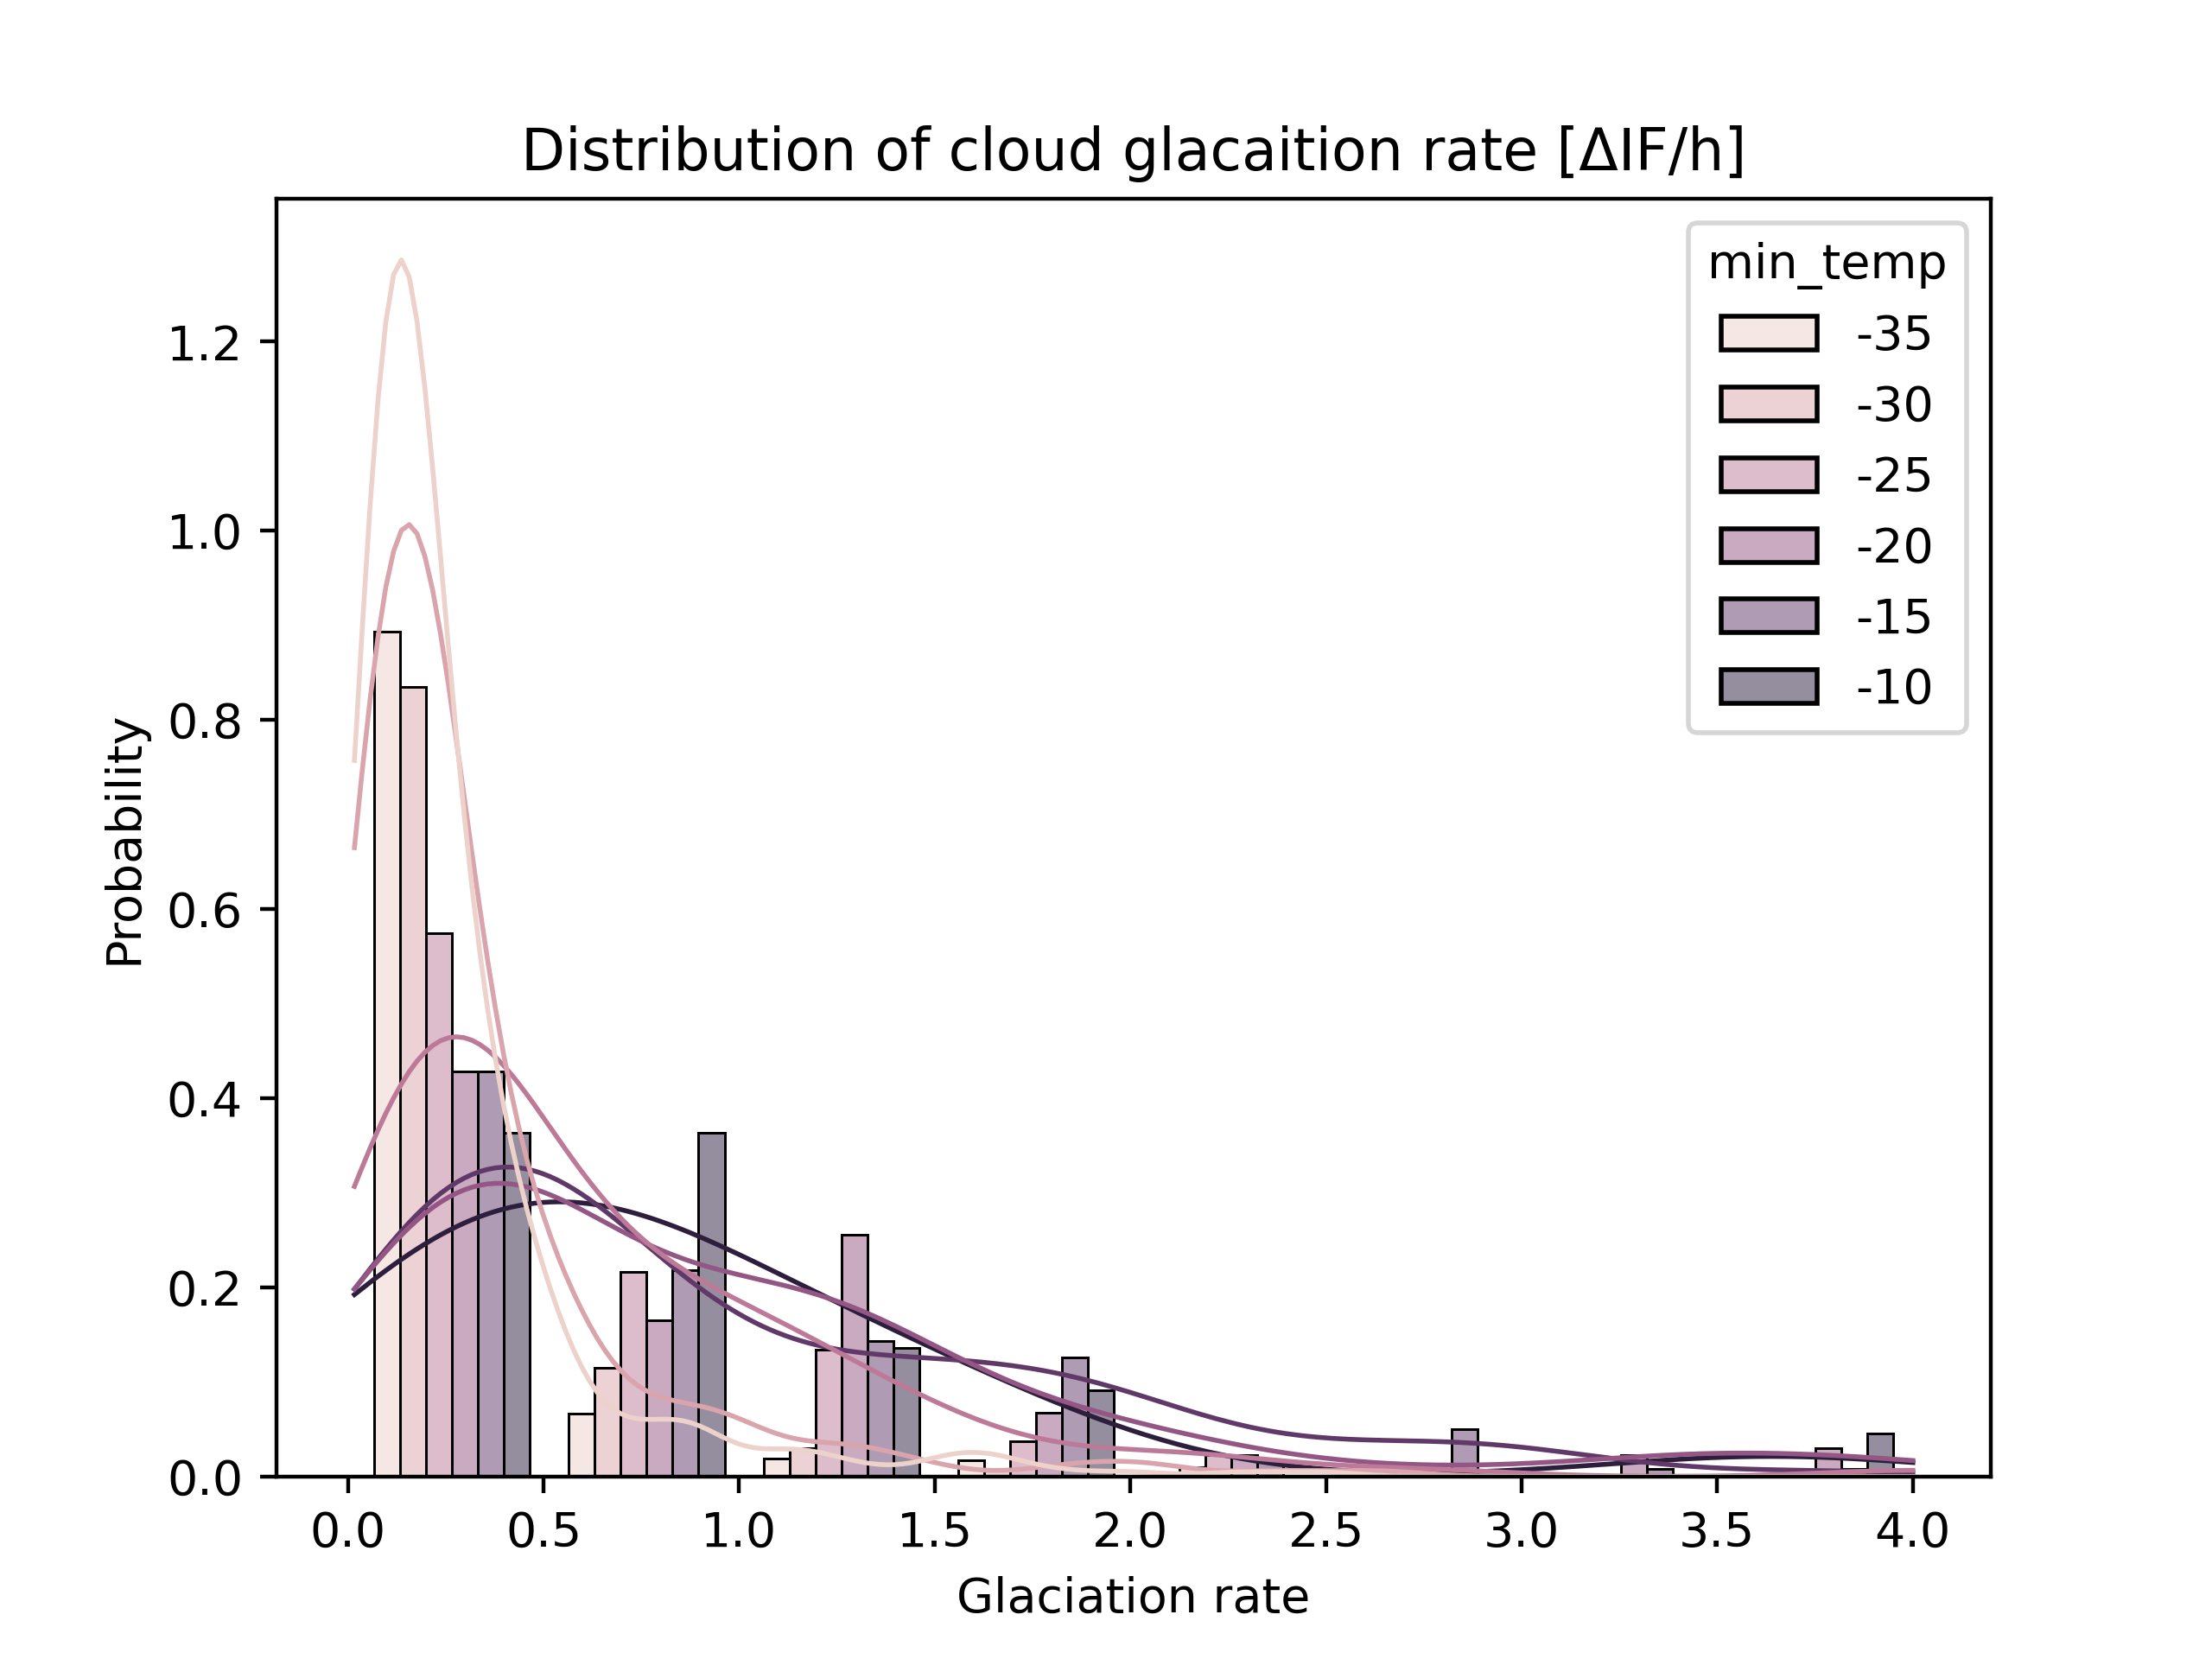 Distribution of cloud glacaition rate [ΔIF/h]
min_temp
-35
-30
-25
-20
-15
-10
Probability
1.2
1.0
0.8
0.6
0.4
0.2
0.0
0.0 0.5 1.0 1.5 2.0 2.5 3.0 3.5 4.0
Glaciation rate